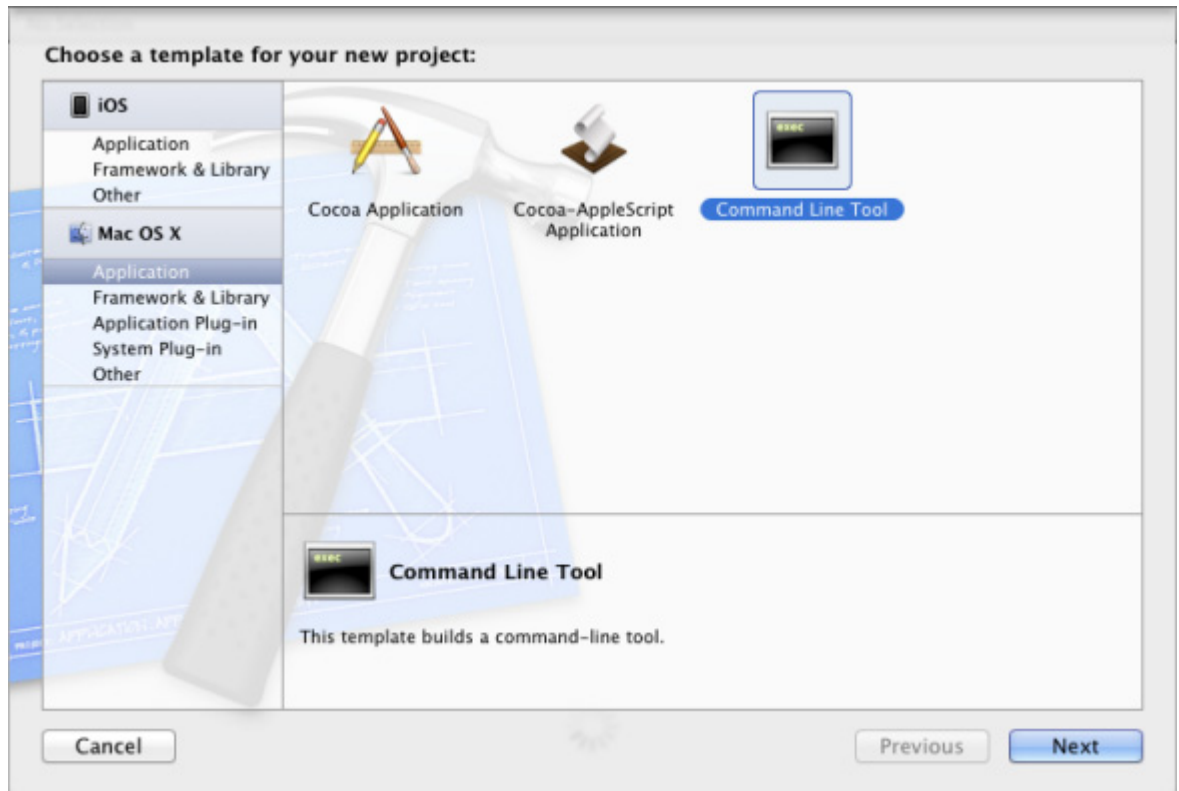 Choose a template for your new project:
iOS
Application
Framework & Library
Other
Mac OS X
Application
Framework & Library
Application Plug-in
System Plug-in
Other
Cocoa Application
Cocoa-AppleScript
Application
exec
Command Line Tool
exec
Command Line Tool
This template builds a command-line tool.
Cancel
Previous
Next